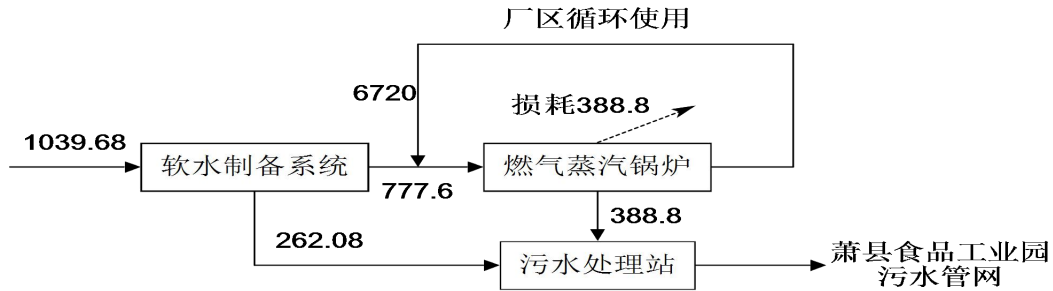 厂区循环使用
6720
损耗388.8
1039.68
软水制备系统
777.6
燃气蒸汽锅炉
388.8
262.08
污水处理站
萧县食品工业园
污水管网